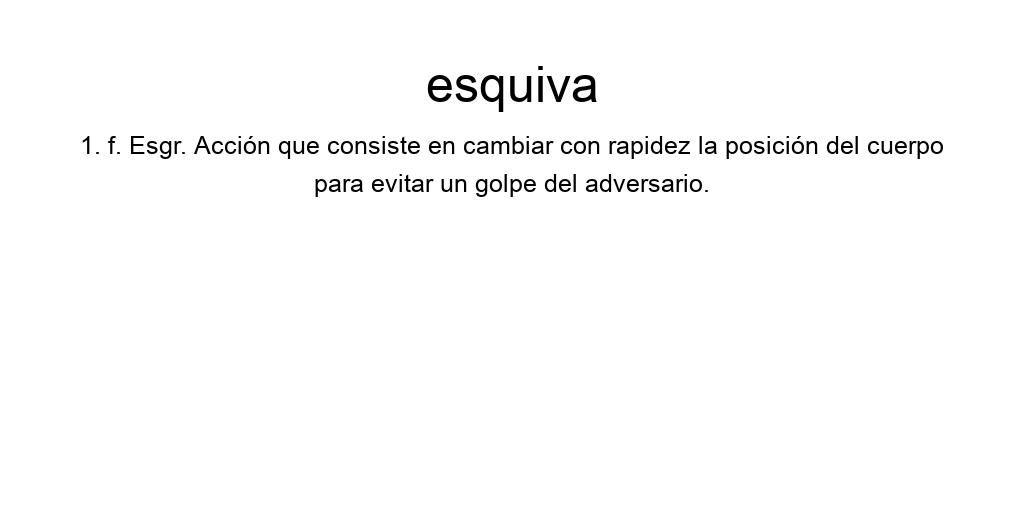 esquiva
1. f. Esgr. Acción que consiste en cambiar con rapidez la posición del cuerpo
para evitar un golpe del adversario.